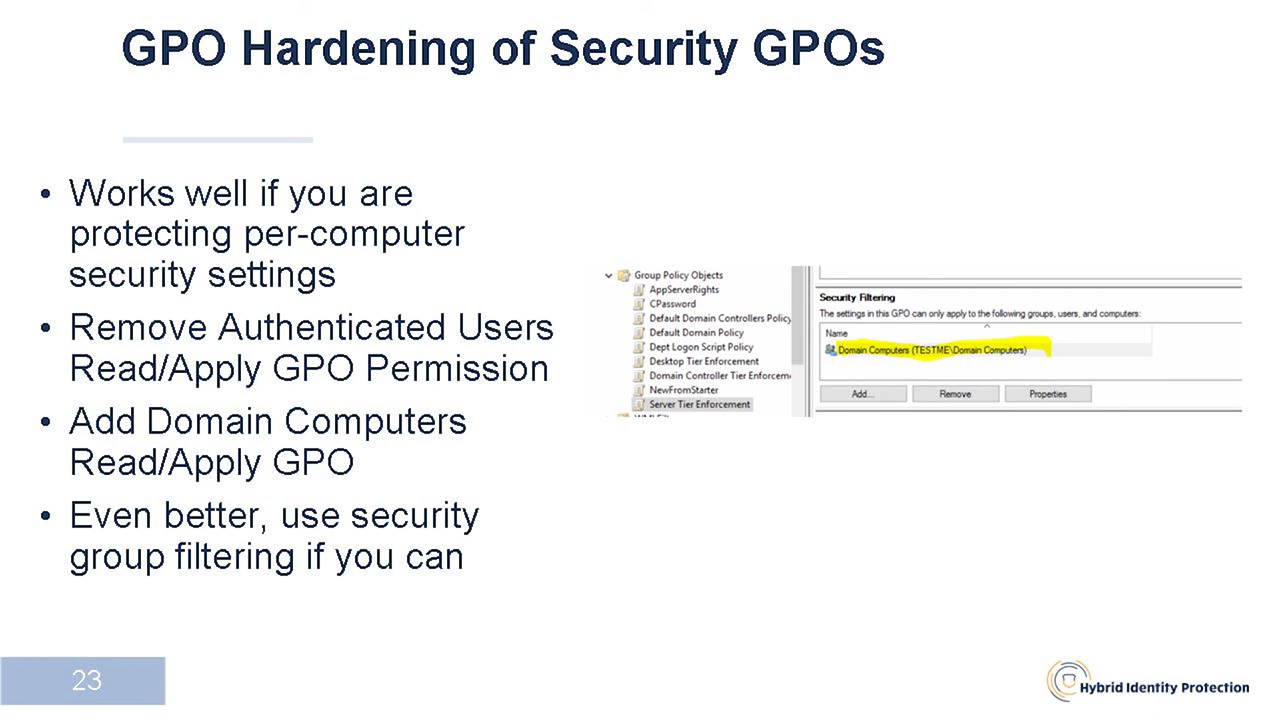 GPO Hardening of Security GPOs
• Works well if you are
protecting per-computer
security settings
• Remove Authenticated Users
Read/Apply GPO Permission
• Add Domain Computers
Read/Apply GPO
• Even better, use security
group filtering if you can
Group Policy Objects
AppServerRights
CPassword
Default Domain Controllers Policy
Default Domain Policy
Dept Logon Script Policy
Desktop Tier Enforcement
Domain Controller Tier Enforcem
NewFromStarter
Server Tier Enforcement
Security Filtering
The settings in this GPO can only apply to the following groups, users, and computers:
Name
Domain Computers (TESTME\Domain Computers)
Add...
Remove
Properties
23
Hybrid Identity Protection